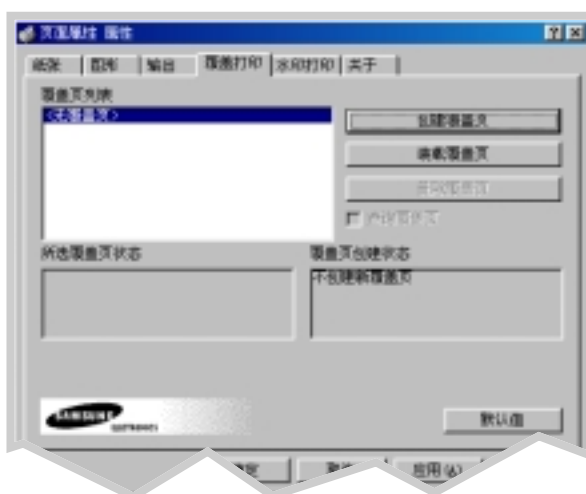 页面属性 属性
纸张 图形 输出 覆盖打印 水印打印 关于
覆盖页列表
<无覆盖页>
创建覆盖页
装载覆盖页
所选覆盖页状态
覆盖页创建状态
不创建新覆盖页
SAMSUNG
ELECTRONICS
默认值
应用(A)